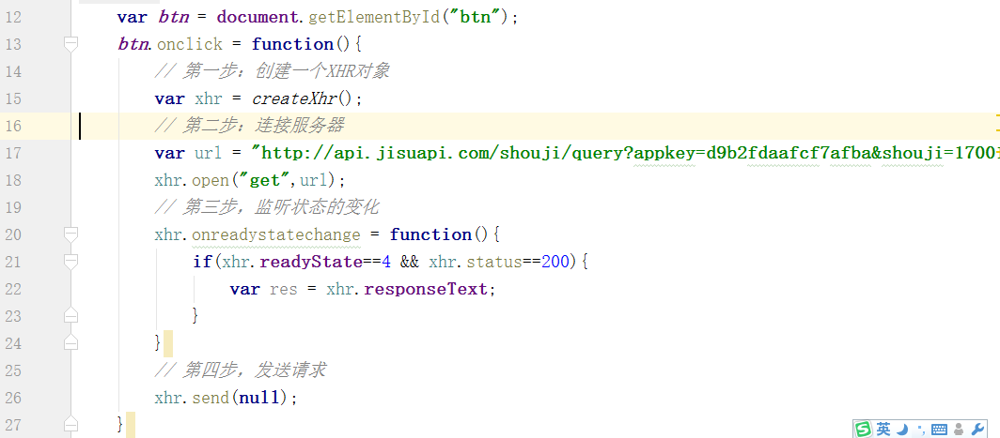 12 var btn = document.getElementById("btn");
13 btn.onclick = function(){
14 // 第一步：创建一个XHR对象
15 var xhr = createXhr();
16 // 第二步：连接服务器
17 var url = "http://api.jisuapi.com/shouji/query?appkey=d9b2fdaafcf7afba&shouji=1700
18 xhr.open("get",url);
19 // 第三步，监听状态的变化
20 xhr.onreadystatechange = function(){
21 if(xhr.readyState==4 && xhr.status==200){
22 var res = xhr.responseText;
23 }
24 }
25 // 第四步，发送请求
26 xhr.send(null);
27 }
英